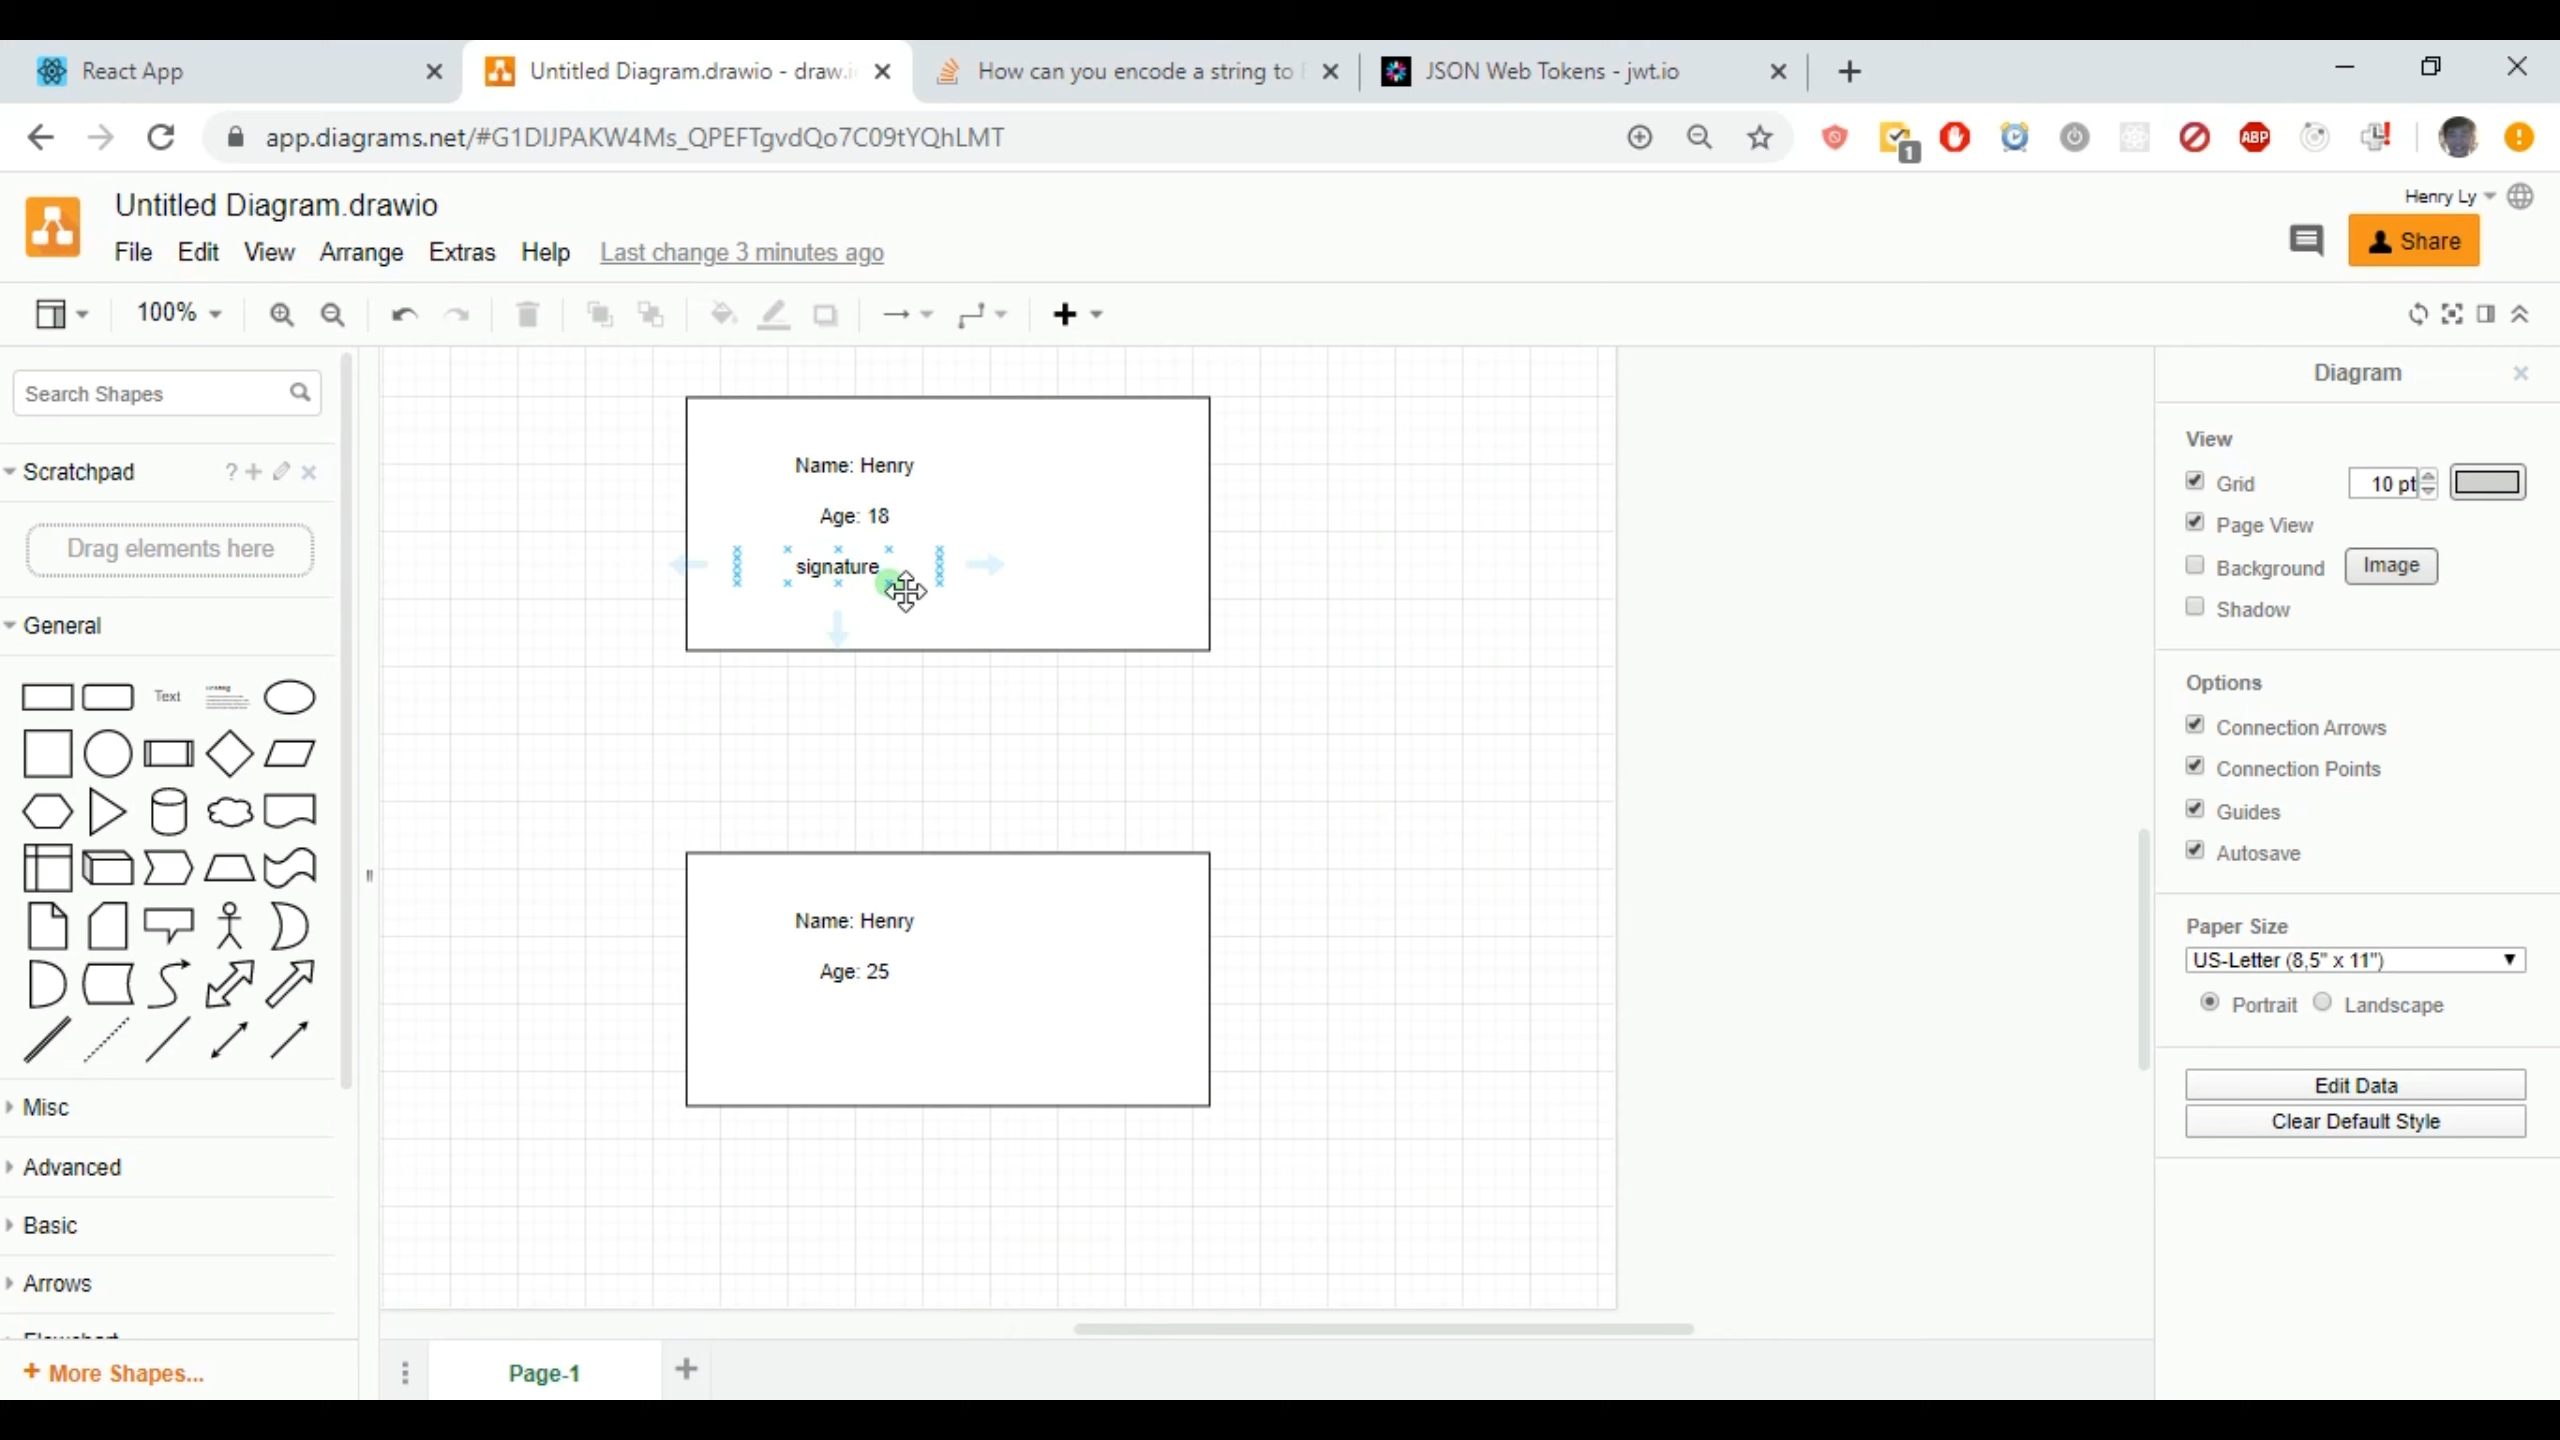 React App
Untitled Diagram.drawio - draw.i
How can you encode a string to
JSON Web Tokens - jwt.io
app.diagrams.net/#G1DIJPAKW4Ms_QPEFTgvdQo7C09tYQhLMT
1
ABP
Untitled Diagram.drawio
Henry Ly
File Edit View Arrange Extras Help Last change 3 minutes ago
Share
100%
Search Shapes
Scratchpad
?
Drag elements here
General
Text
Misc
Advanced
Basic
Arrows
Flowchart
+ More Shapes...
Name: Henry
Age: 18
signature
Name: Henry
Age: 25
Page-1
Diagram
View
Grid
10 pt
Page View
Background
Image
Shadow
Options
Connection Arrows
Connection Points
Guides
Autosave
Paper Size
US-Letter (8,5" x 11")
Portrait
Landscape
Edit Data
Clear Default Style